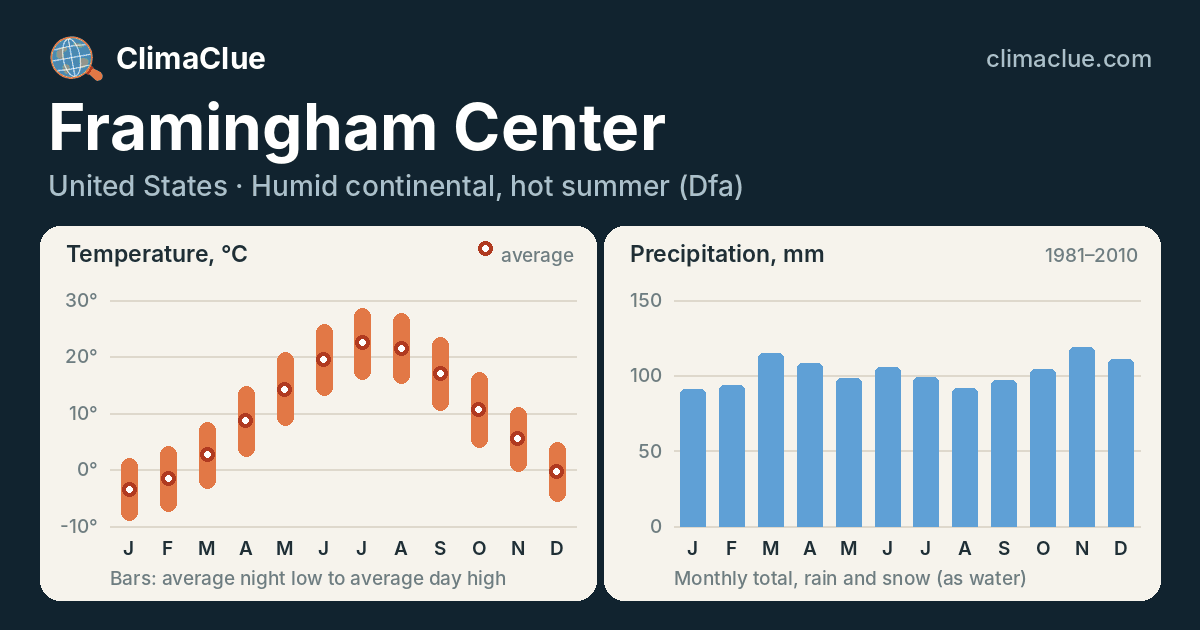 ClimaClue
climaclue.com
Framingham Center
United States · Humid continental, hot summer (Dfa)
Temperature, °C
average
30°
20°
10°
0°
-10°
J F M A M J J A S O N D
Bars: average night low to average day high
Precipitation, mm
1981–2010
150
100
50
0
J F M A M J J A S O N D
Monthly total, rain and snow (as water)